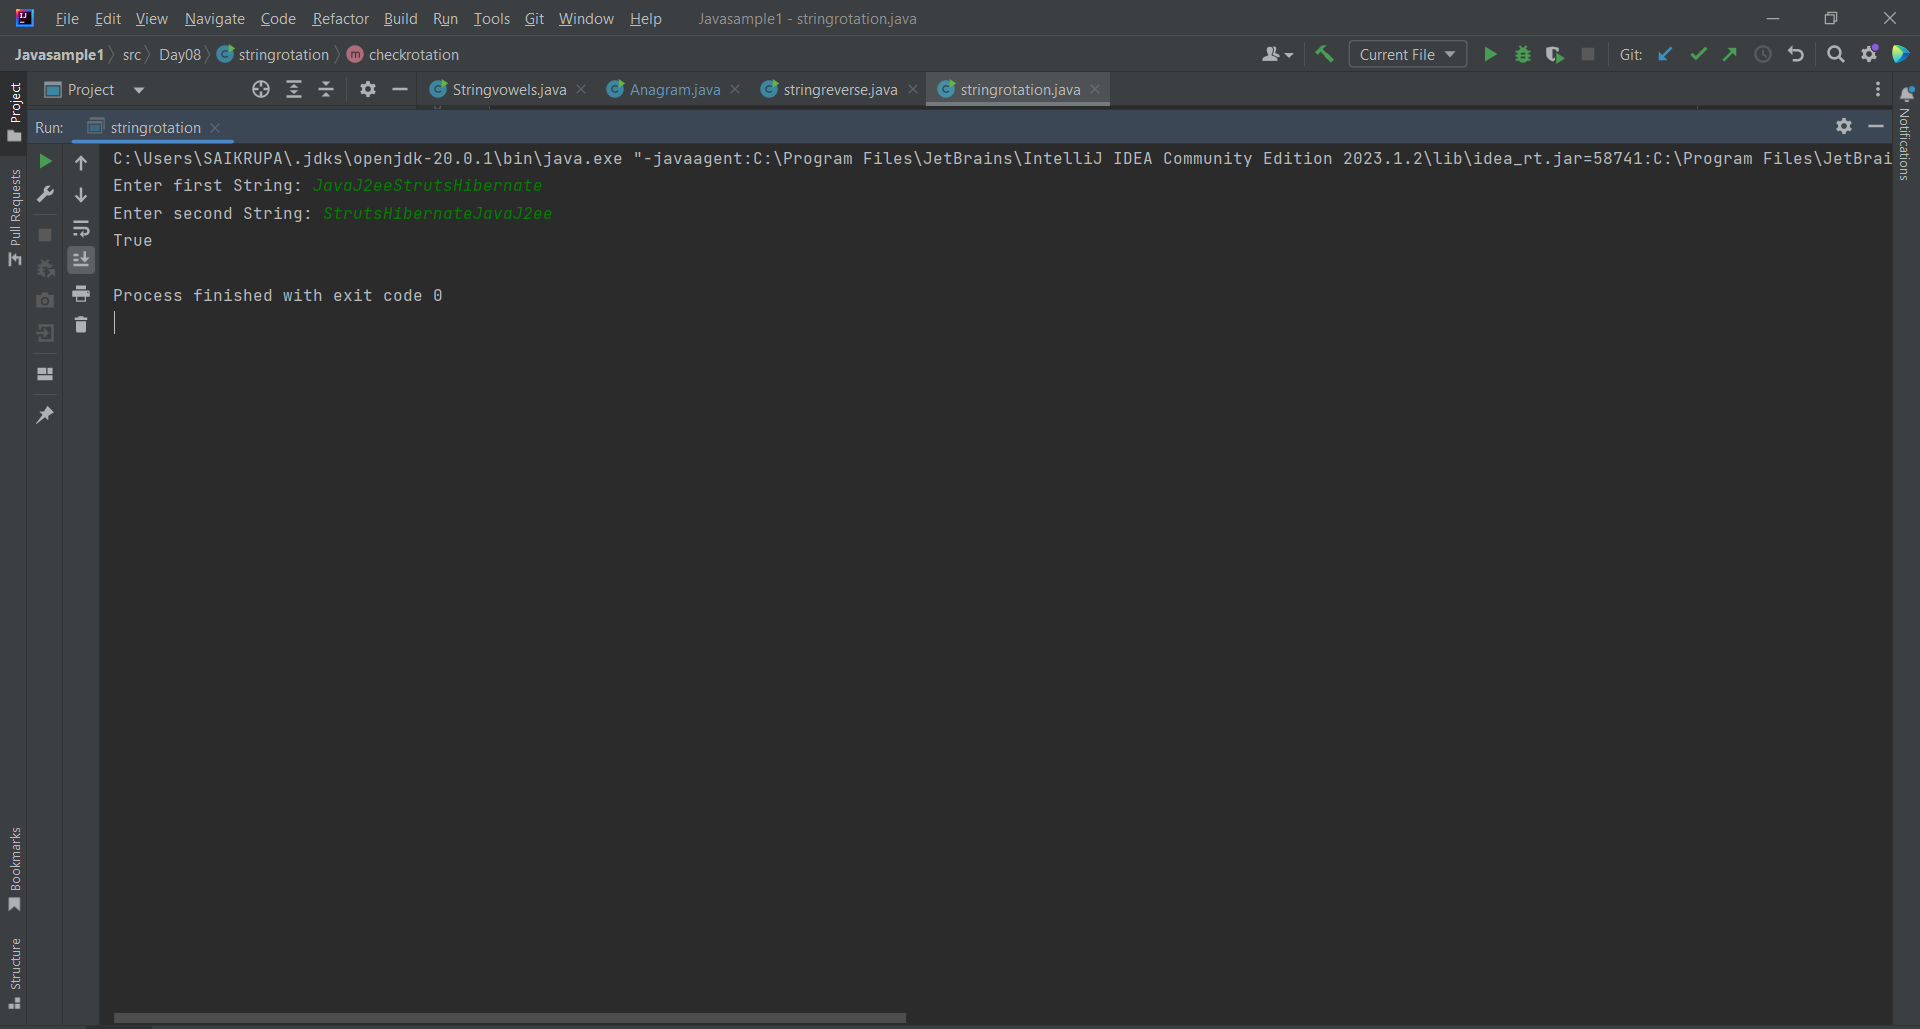 File Edit View Navigate Code Refactor Build Run Tools Git Window Help Javasample1 - stringrotation.java
Javasample1 src Day08 stringrotation checkrotation Current File Git:
Project Stringvowels.java Anagram.java stringreverse.java stringrotation.java
Run: stringrotation
C:\Users\SAIKRUPA\.jdks\openjdk-20.0.1\bin\java.exe "-javaagent:C:\Program Files\JetBrains\IntelliJ IDEA Community Edition 2023.1.2\lib\idea_rt.jar=58741:C:\Program Files\JetBrai
Enter first String: JavaJ2eeStrutsHibernate
Enter second String: StrutsHibernateJavaJ2ee
True
Process finished with exit code 0
Project
Pull Requests
Bookmarks
Structure
Notifications